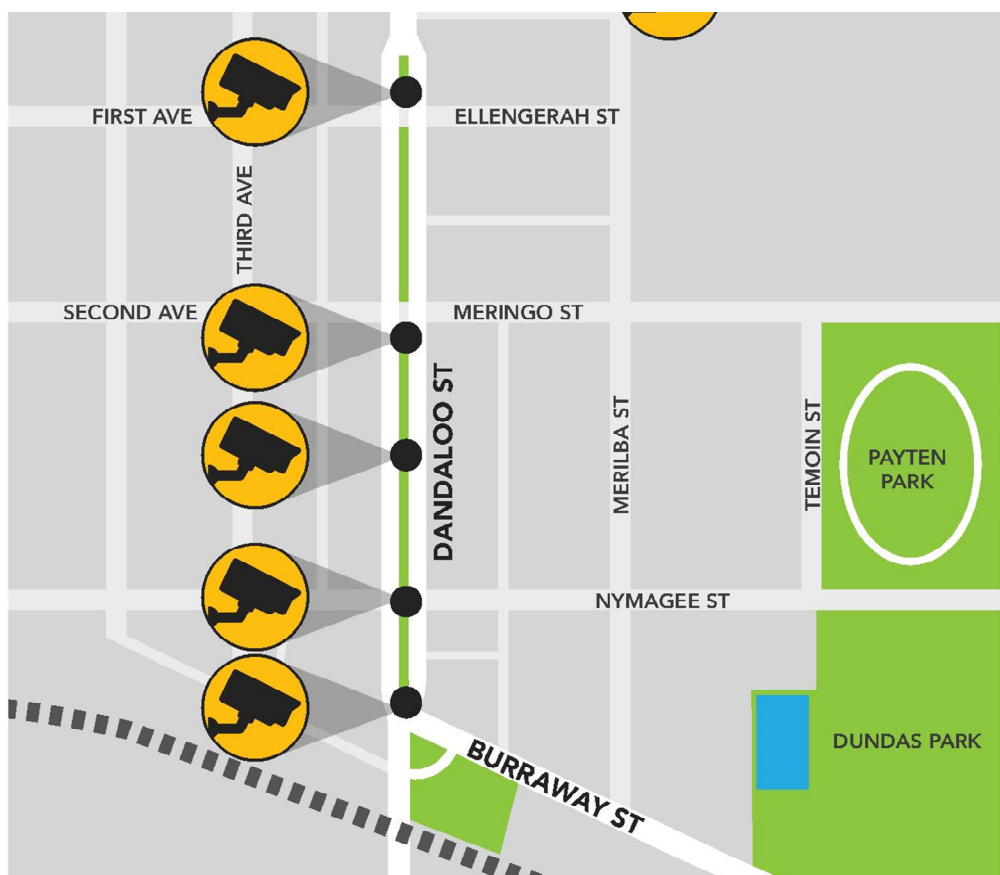 FIRST AVE
ELLENGERAH ST
THIRD AVE
SECOND AVE
MERINGO ST
DANDALOO ST
MERILBA ST
TEMOIN ST
PAYTEN
PARK
NYMAGEE ST
DUNDAS PARK
BURRAWAY ST